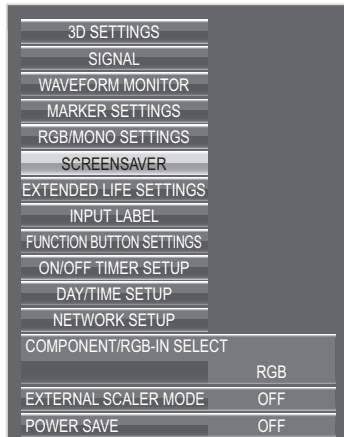 3D SETTINGS
SIGNAL
WAVEFORM MONITOR
MARKER SETTINGS
RGB/MONO SETTINGS
SCREENSAVER
EXTENDED LIFE SETTINGS
INPUT LABEL
FUNCTION BUTTON SETTINGS
ON/OFF TIMER SETUP
DAY/TIME SETUP
NETWORK SETUP
COMPONENT/RGB-IN SELECT
RGB
EXTERNAL SCALER MODE OFF
POWER SAVE OFF